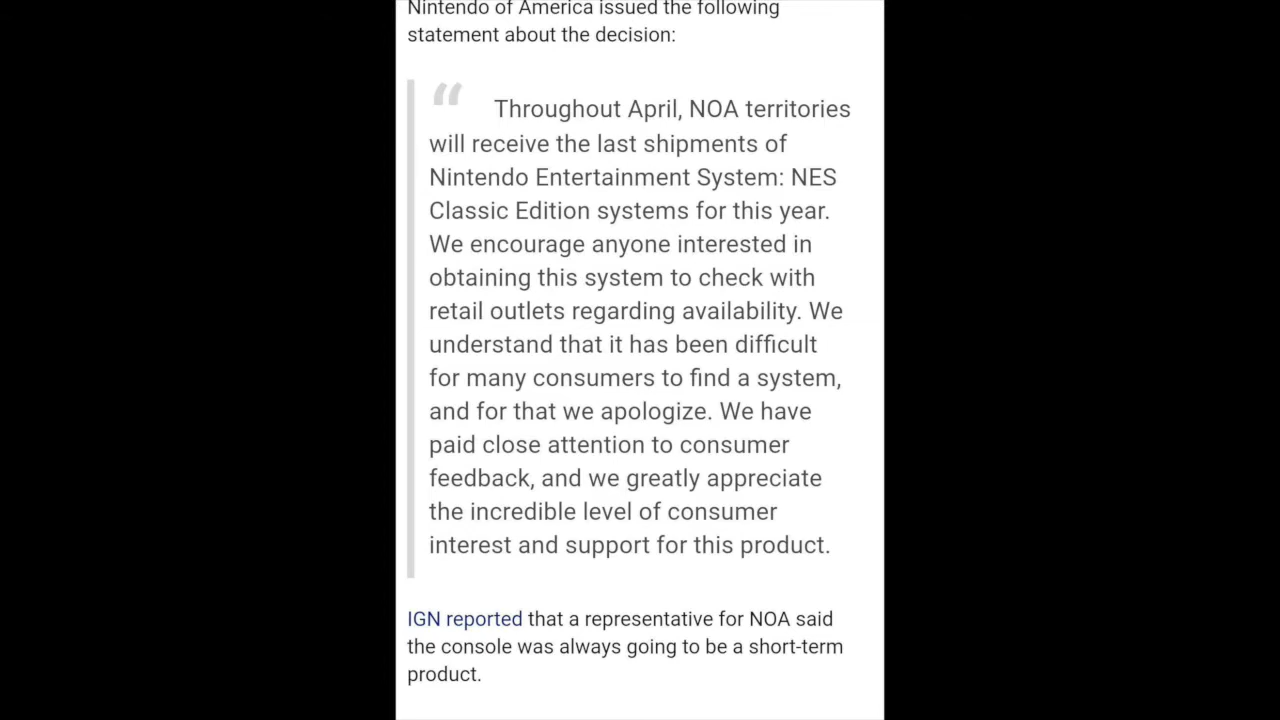 Nintendo of America issued the following
statement about the decision:
“ Throughout April, NOA territories
will receive the last shipments of
Nintendo Entertainment System: NES
Classic Edition systems for this year.
We encourage anyone interested in
obtaining this system to check with
retail outlets regarding availability. We
understand that it has been difficult
for many consumers to find a system,
and for that we apologize. We have
paid close attention to consumer
feedback, and we greatly appreciate
the incredible level of consumer
interest and support for this product.
IGN reported that a representative for NOA said
the console was always going to be a short-term
product.